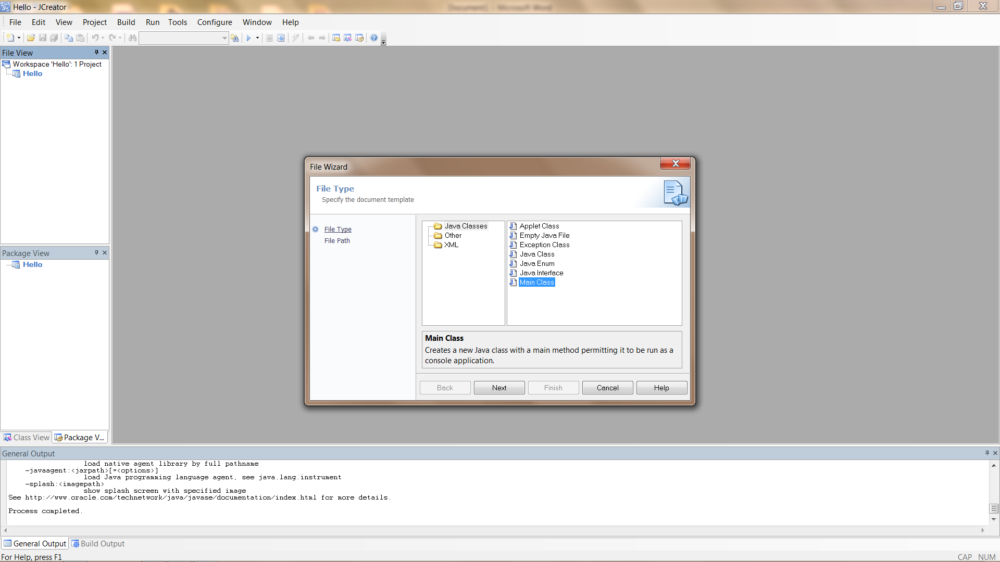 Hello - JCreator
Document1 - Microsoft Word
File Edit View Project Build Run Tools Configure Window Help
File View
Workspace 'Hello': 1 Project
Hello
Package View
Hello
Class View Package V...
File Wizard
File Type
Specify the document template
File Type
File Path
Java Classes
Other
XML
Applet Class
Empty Java File
Exception Class
Java Class
Java Enum
Java Interface
Main Class
Main Class
Creates a new Java class with a main method permitting it to be run as a
console application.
Back Next Finish Cancel Help
General Output
load native agent library by full pathname
-javaagent:<jarpath>[=<options>]
load Java programming language agent, see java.lang.instrument
-splash:<imagepath>
show splash screen with specified image
See http://www.oracle.com/technetwork/java/javase/documentation/index.html for more details.
Process completed.
General Output Build Output
For Help, press F1
CAP NUM